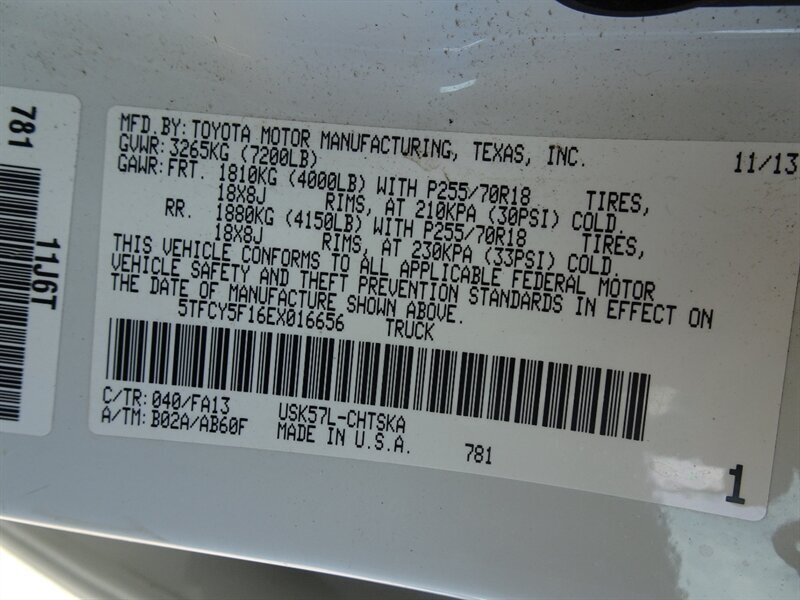 781
11J6T
MFD.BY: TOYOTA MOTOR MANUFACTURING, TEXAS, INC. 11/13
GVWR: 3265KG (7200LB)
GAWR: FRT. 1810KG (4000LB) WITH P255/70R18 TIRES,
18X8J RIMS, AT 210KPA (30PSI) COLD.
RR. 1880KG (4150LB) WITH P255/70R18 TIRES,
18X8J RIMS, AT 230KPA (33PSI) COLD.
THIS VEHICLE CONFORMS TO ALL APPLICABLE FEDERAL MOTOR
VEHICLE SAFETY AND THEFT PREVENTION STANDARDS IN EFFECT ON
THE DATE OF MANUFACTURE SHOWN ABOVE.
5TFCY5F16EX016656 TRUCK
C/TR: 040/FA13 USK57L-CHTSKA
A/TM: B02A/AB60F MADE IN U.S.A. 781
1